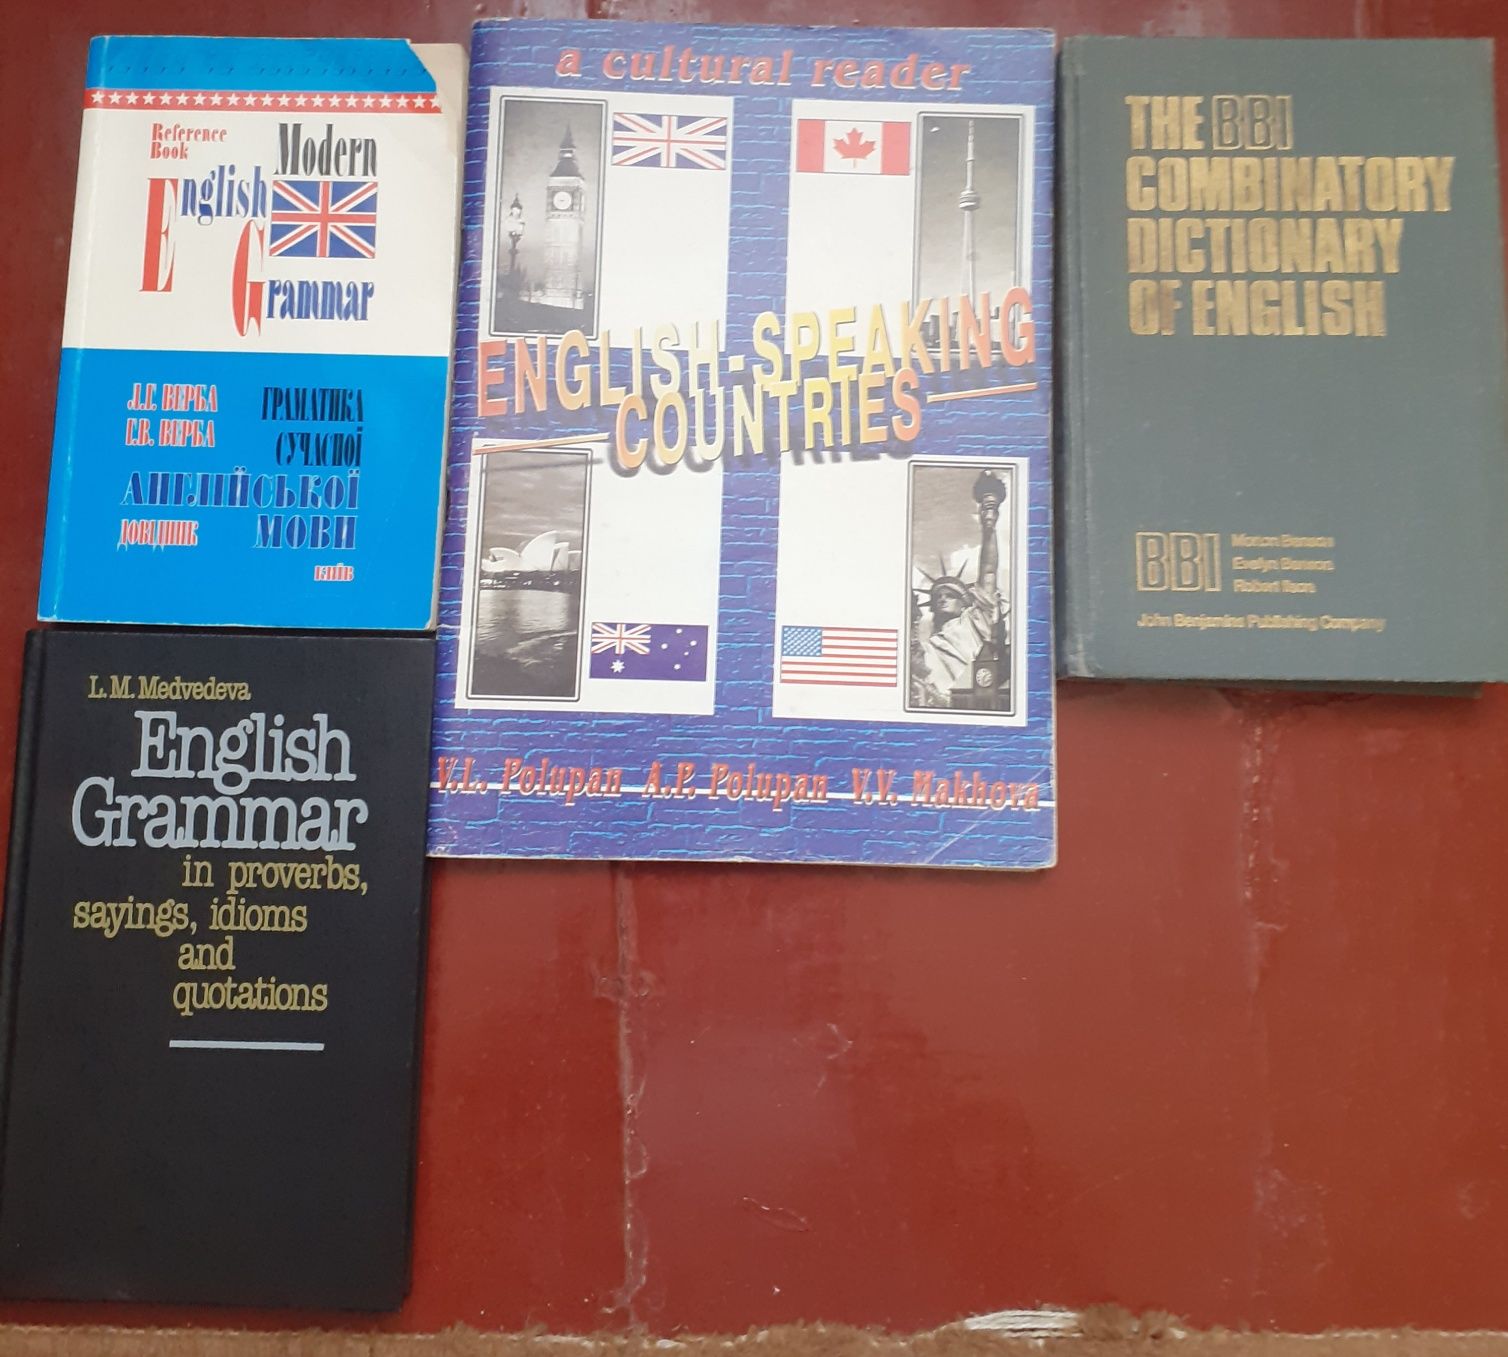 Reference
Book
Modern
English
Grammar
Л.Г. ВЕРБА
Г.В. ВЕРБА
ГРАМАТИКА
СУЧАСНОЇ
АНГЛІЙСЬКОЇ
ДОВІДНИК
МОВИ
КИЇВ
a cultural reader
ENGLISH-SPEAKING
COUNTRIES
V.L. Polupan A.P. Polupan V.V. Makhova
THE BBI
COMBINATORY
DICTIONARY
OF ENGLISH
BBI
Morton Benson
Evelyn Benson
Robert Ilson
John Benjamins Publishing Company
L. M. Medvedeva
English
Grammar
in proverbs,
sayings, idioms
and
quotations